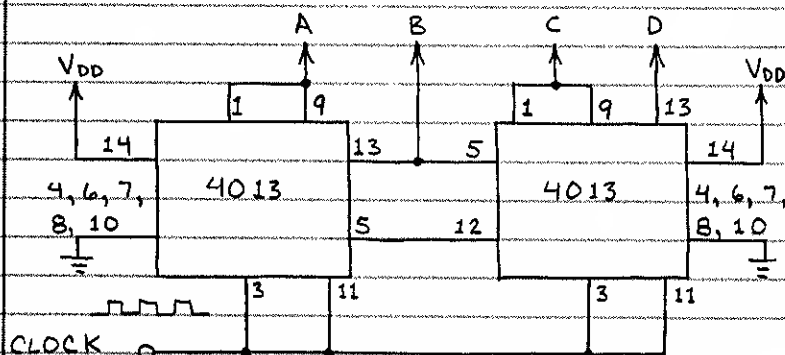 A B C D
VDD VDD
1 9 1 9 13
14 13 5 14
4013 4013
4, 6, 7, 4, 6, 7,
8, 10 5 12 8, 10
3 11 3 11
CLOCK